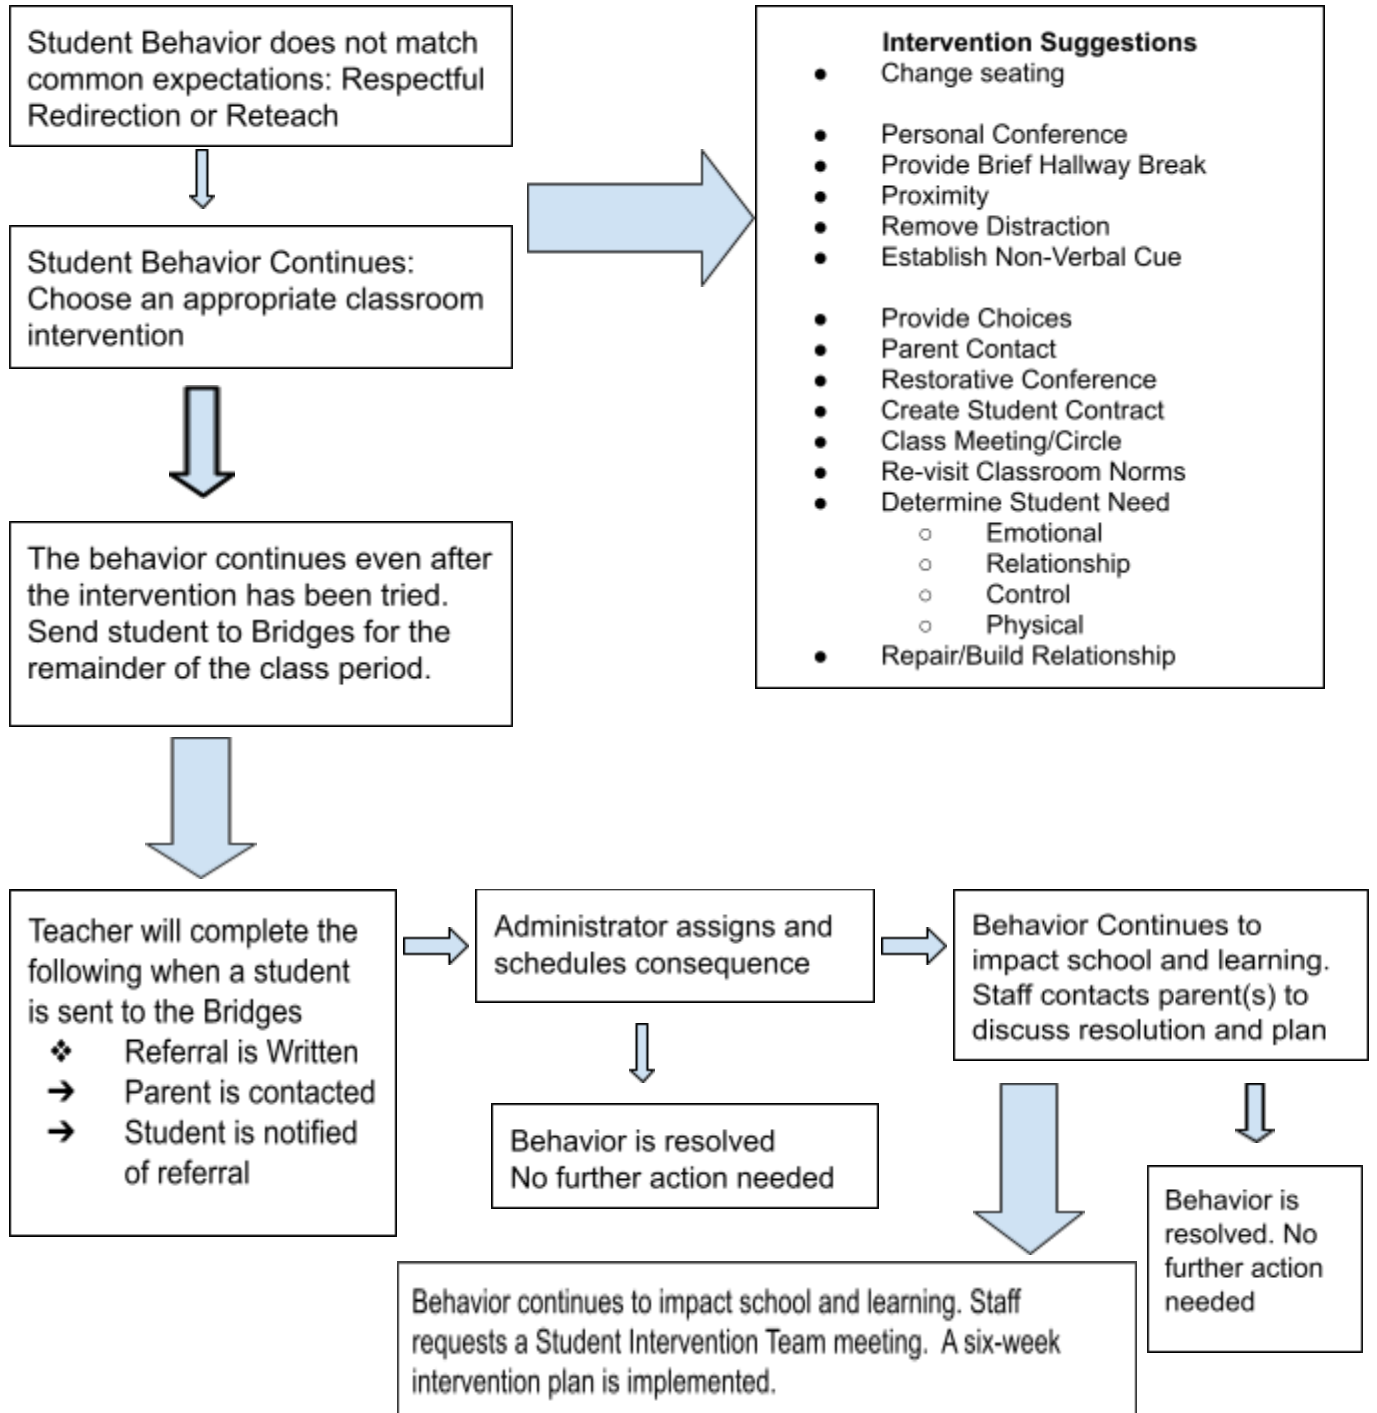 Student Behavior does not match
common expectations: Respectful
Redirection or Reteach
Student Behavior Continues:
Choose an appropriate classroom
intervention
The behavior continues even after
the intervention has been tried.
Send student to Bridges for the
remainder of the class period.
Intervention Suggestions
● Change seating
● Personal Conference
● Provide Brief Hallway Break
● Proximity
● Remove Distraction
● Establish Non-Verbal Cue
● Provide Choices
● Parent Contact
● Restorative Conference
● Create Student Contract
● Class Meeting/Circle
● Re-visit Classroom Norms
● Determine Student Need
○ Emotional
○ Relationship
○ Control
○ Physical
● Repair/Build Relationship
Teacher will complete the
following when a student
is sent to the Bridges
❖ Referral is Written
➔ Parent is contacted
➔ Student is notified
of referral
Administrator assigns and
schedules consequence
Behavior is resolved
No further action needed
Behavior Continues to
impact school and learning.
Staff contacts parent(s) to
discuss resolution and plan
Behavior is
resolved. No
further action
needed
Behavior continues to impact school and learning. Staff
requests a Student Intervention Team meeting.  A six-week
intervention plan is implemented.